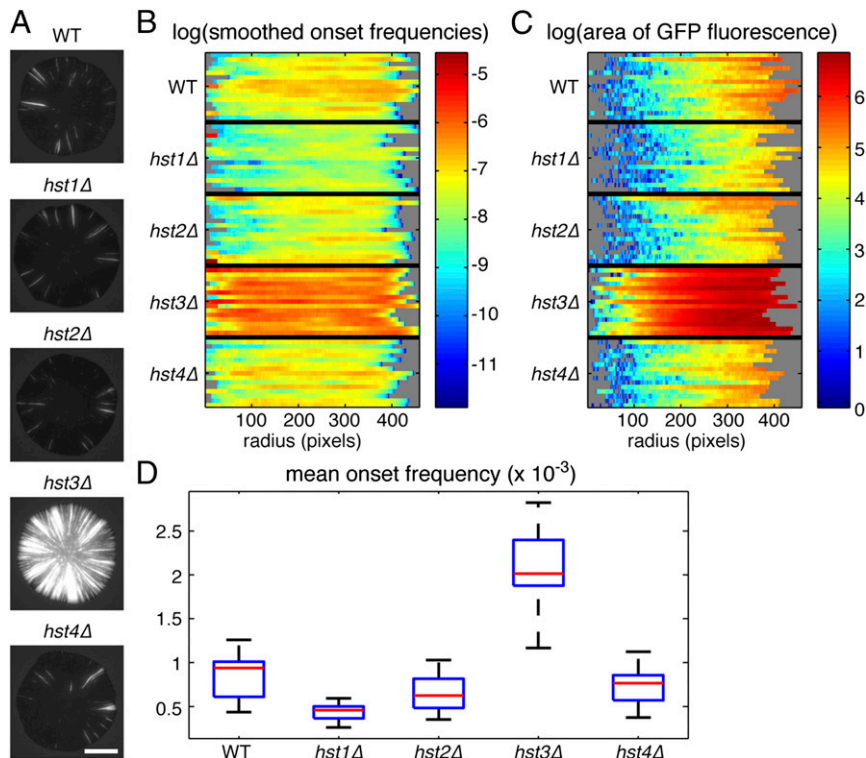 A
WT
hst1Δ
hst2Δ
hst3Δ
hst4Δ
B
log(smoothed onset frequencies)
WT
hst1Δ
hst2Δ
hst3Δ
hst4Δ
100 200 300 400
radius (pixels)
-5
-6
-7
-8
-9
-10
-11
C
log(area of GFP fluorescence)
WT
hst1Δ
hst2Δ
hst3Δ
hst4Δ
100 200 300 400
radius (pixels)
6
5
4
3
2
1
0
D
mean onset frequency (x 10⁻³)
2.5
2
1.5
1
0.5
WT hst1Δ hst2Δ hst3Δ hst4Δ